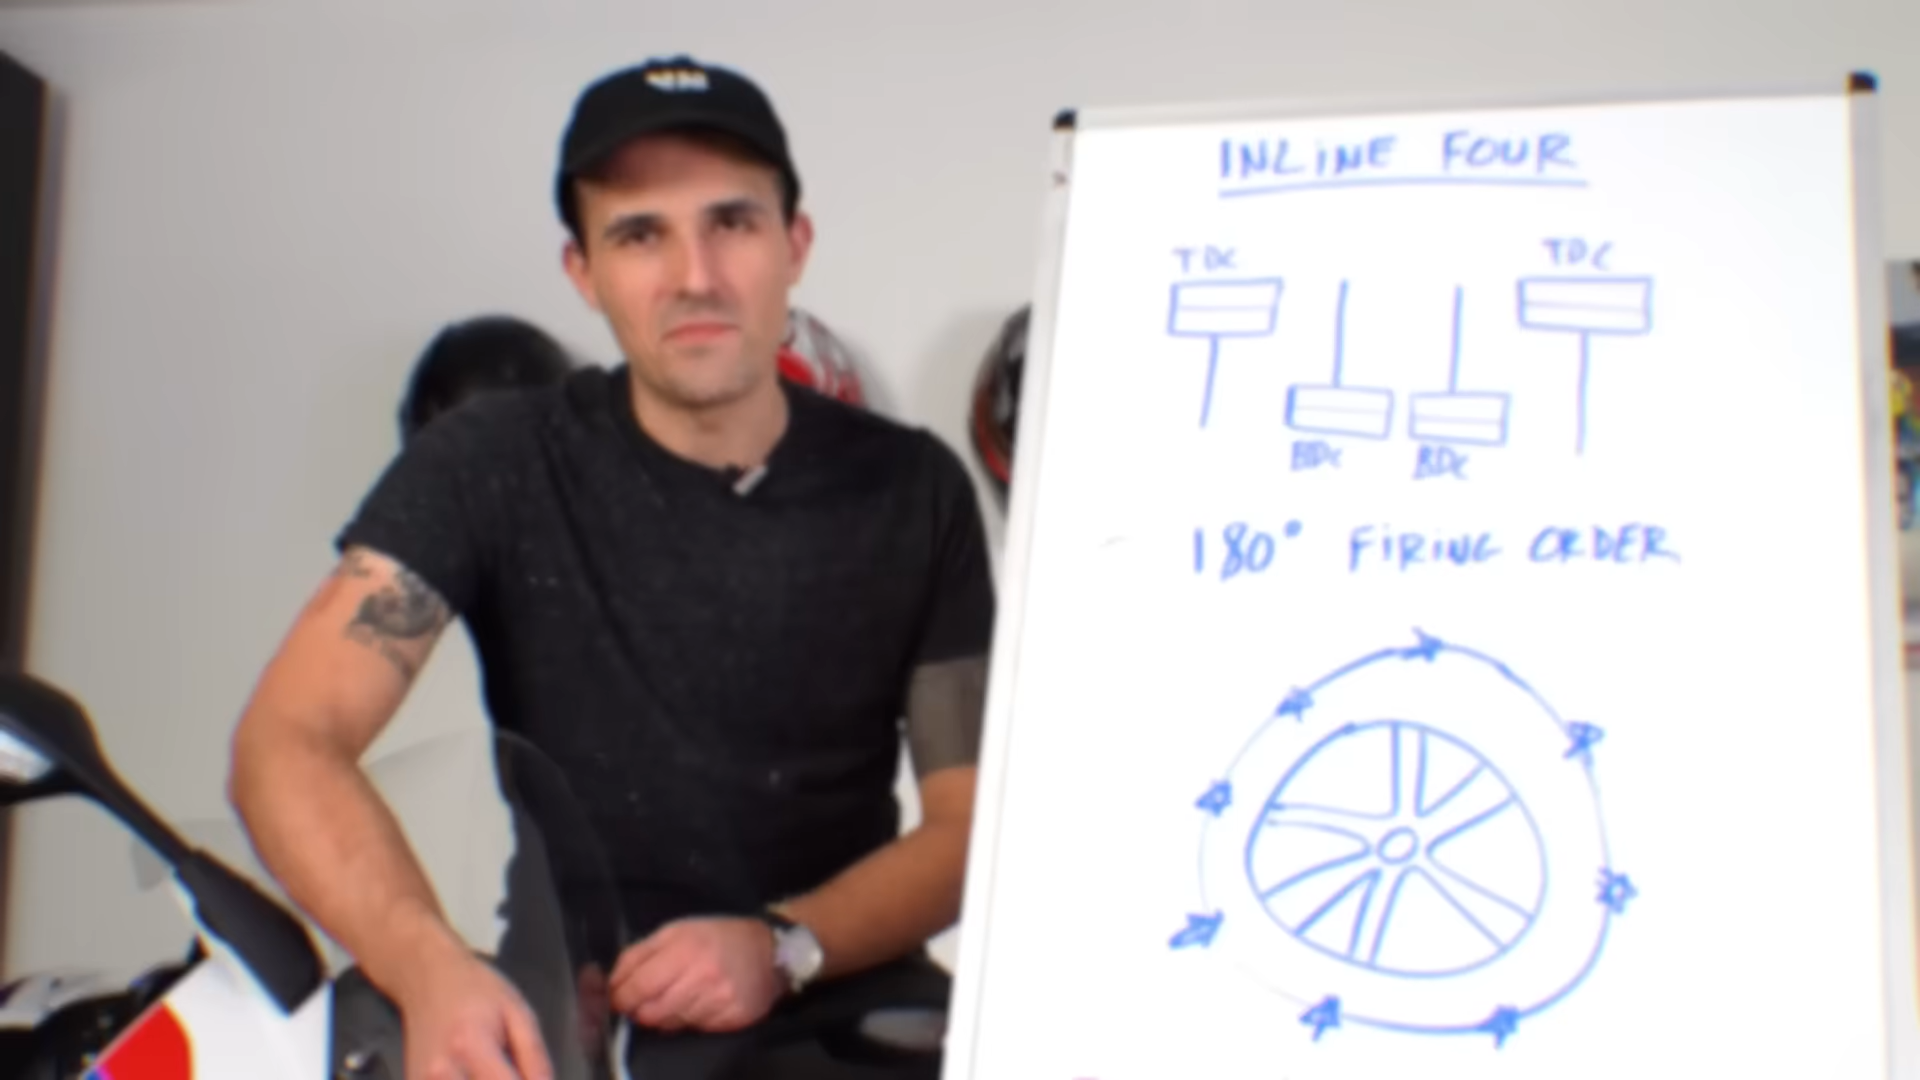 INLINE FOUR
TDC TDC
BDC BDC
180° FIRING ORDER